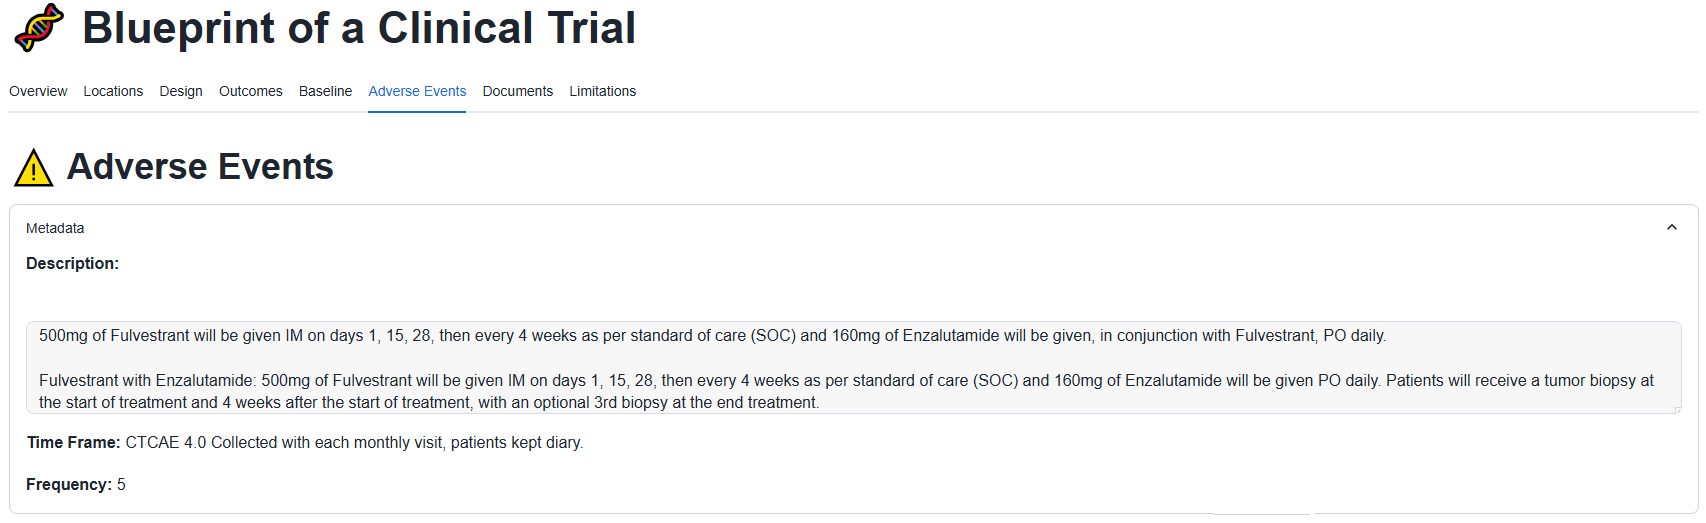 Blueprint of a Clinical Trial
Overview Locations Design Outcomes Baseline Adverse Events Documents Limitations
Adverse Events
Metadata
Description:
500mg of Fulvestrant will be given IM on days 1, 15, 28, then every 4 weeks as per standard of care (SOC) and 160mg of Enzalutamide will be given, in conjunction with Fulvestrant, PO daily.
Fulvestrant with Enzalutamide: 500mg of Fulvestrant will be given IM on days 1, 15, 28, then every 4 weeks as per standard of care (SOC) and 160mg of Enzalutamide will be given PO daily. Patients will receive a tumor biopsy at
the start of treatment and 4 weeks after the start of treatment, with an optional 3rd biopsy at the end treatment.
Time Frame: CTCAE 4.0 Collected with each monthly visit, patients kept diary.
Frequency: 5